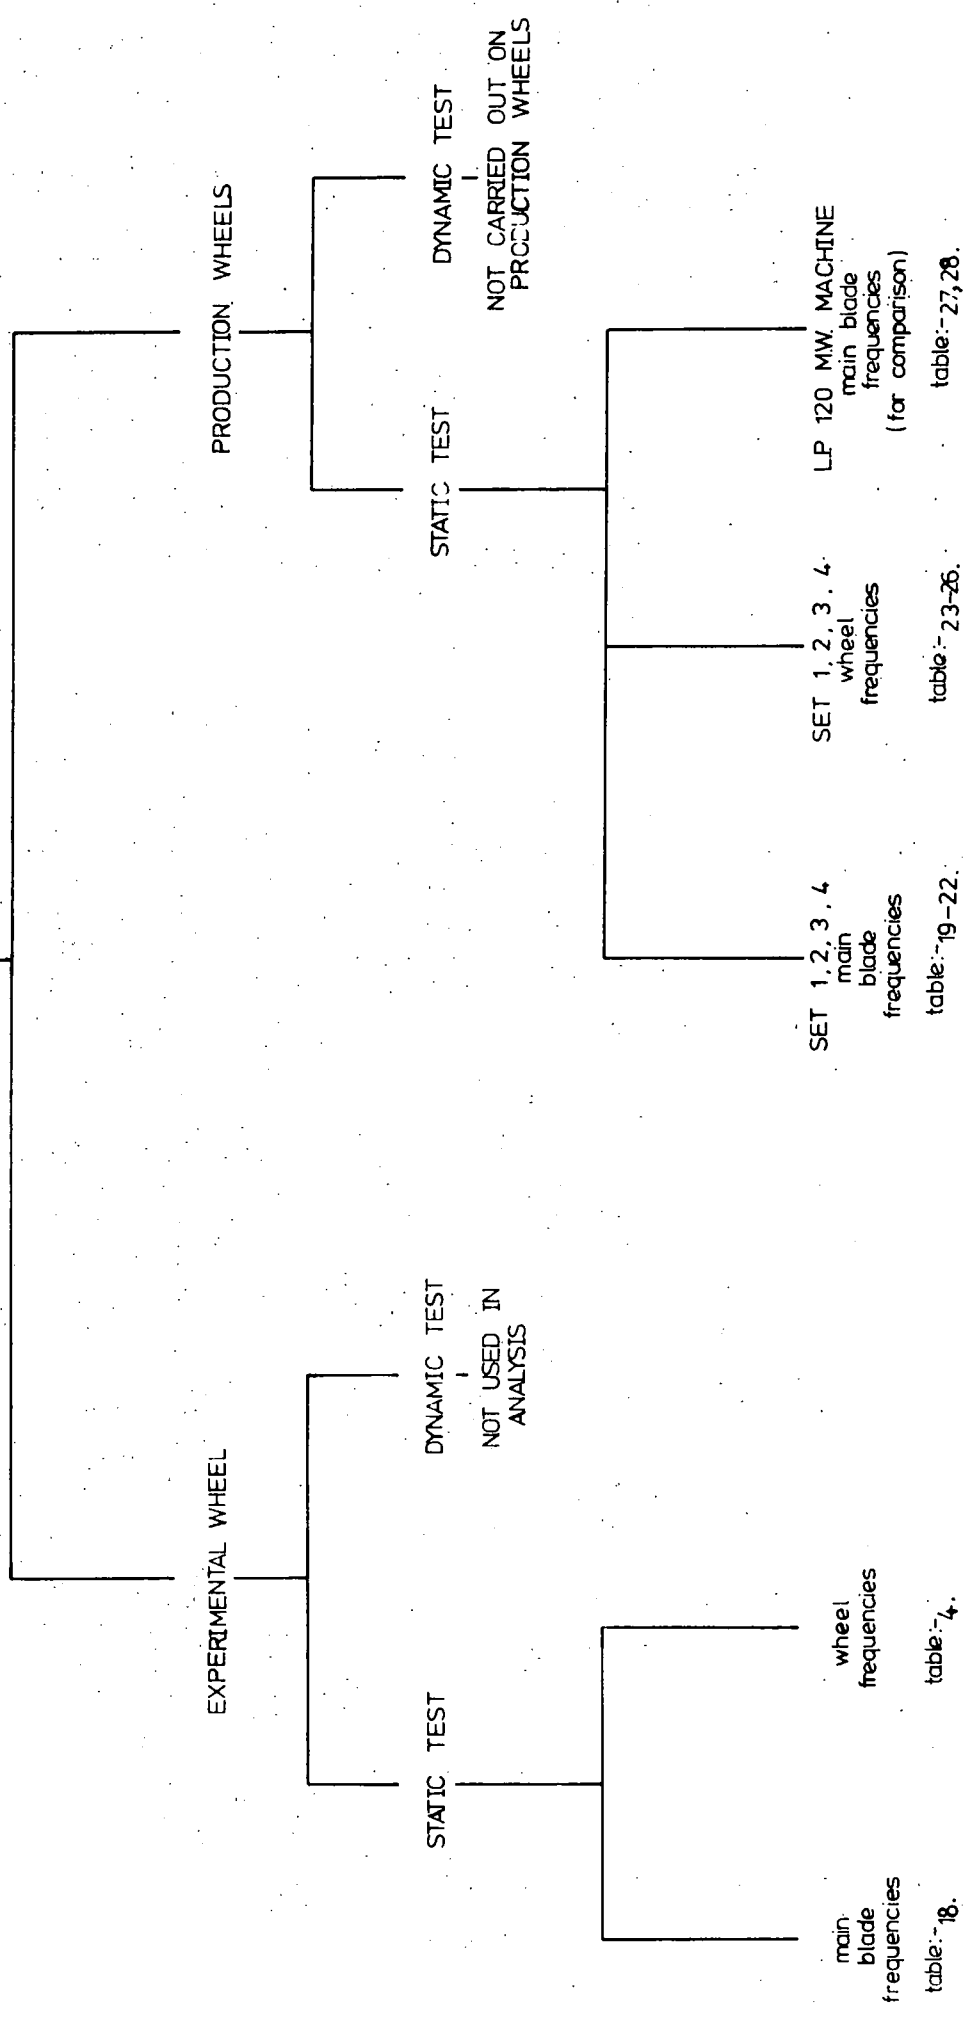 EXPERIMENTAL WHEEL
PRODUCTION WHEELS
STATIC TEST
DYNAMIC TEST
NOT USED IN
ANALYSIS
STATIC TEST
DYNAMIC TEST
NOT CARRIED OUT ON
PRODUCTION WHEELS
main
blade
frequencies
table:-18.
wheel
frequencies
table:-4.
SET 1, 2, 3, 4
main
blade
frequencies
table:-19-22.
SET 1, 2, 3, 4
wheel
frequencies
table:-23-26.
L.P 120 M.W. MACHINE
main blade
frequencies
(for comparison)
table:-27,28.